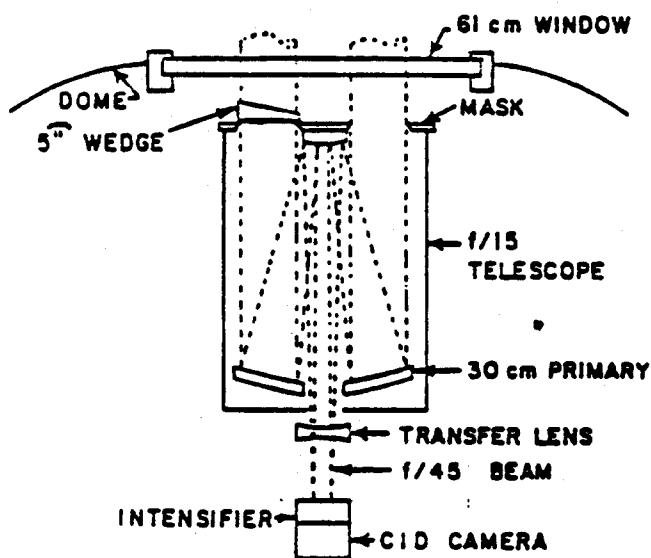 61 cm WINDOW
DOME
MASK
5" WEDGE
f/15
TELESCOPE
30 cm PRIMARY
TRANSFER LENS
f/45 BEAM
INTENSIFIER
CID CAMERA